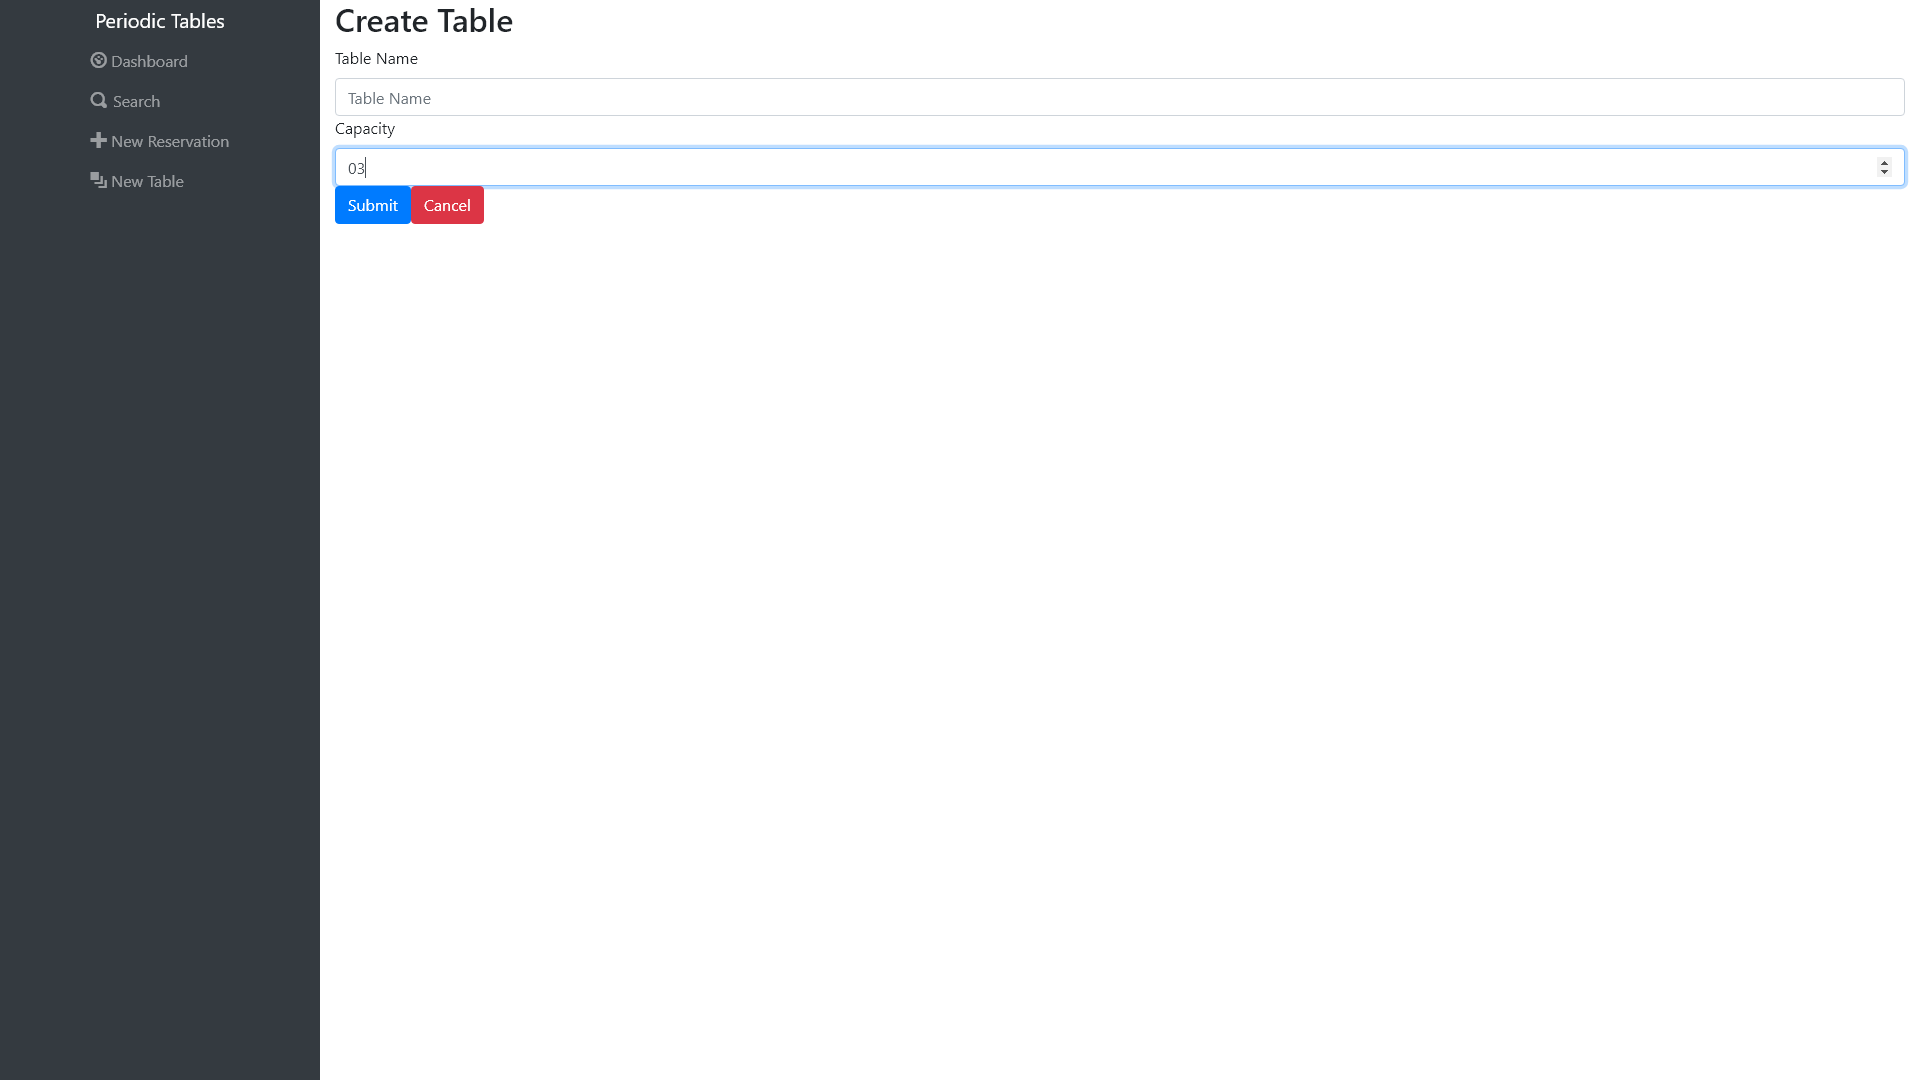 Periodic Tables
Dashboard
Search
New Reservation
New Table
Create Table
Table Name
Table Name
Capacity
03
Submit
Cancel